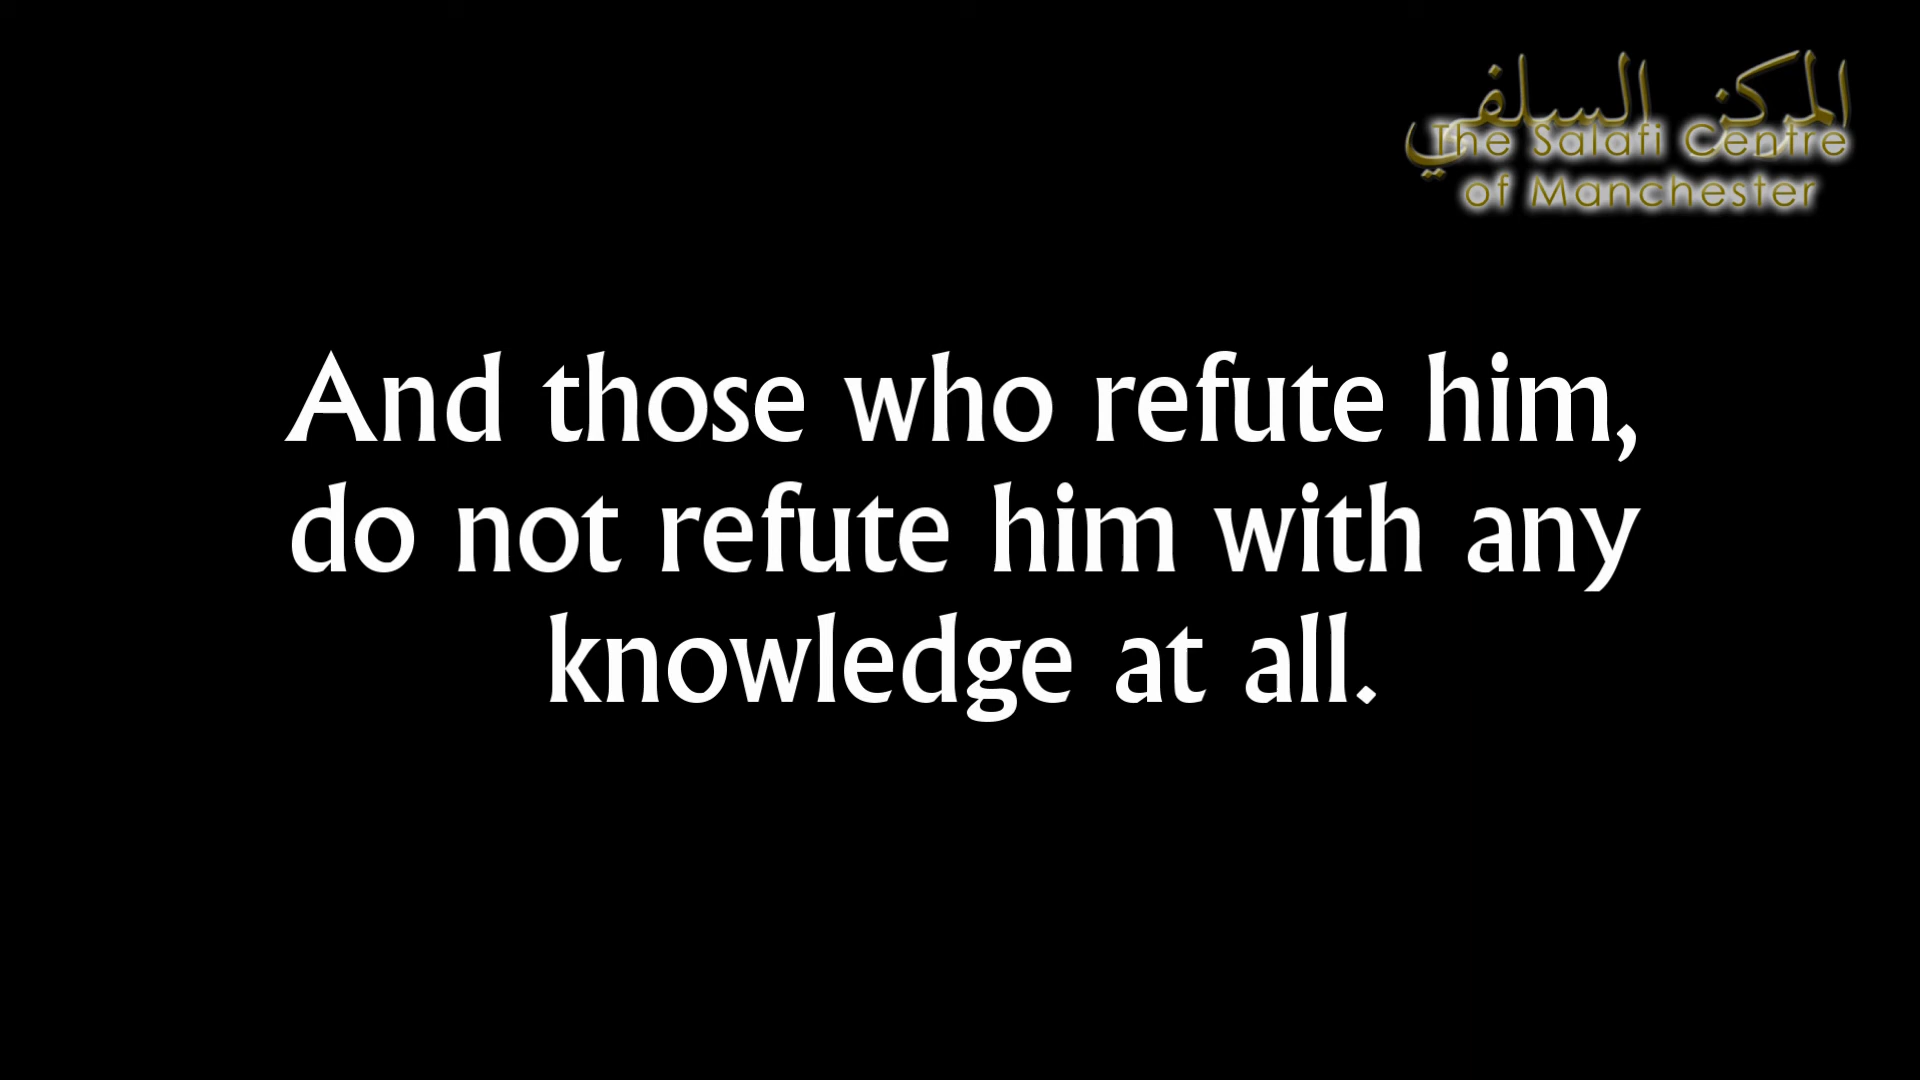 المركز السلفي
The Salafi Centre
of Manchester
And those who refute him,
do not refute him with any
knowledge at all.